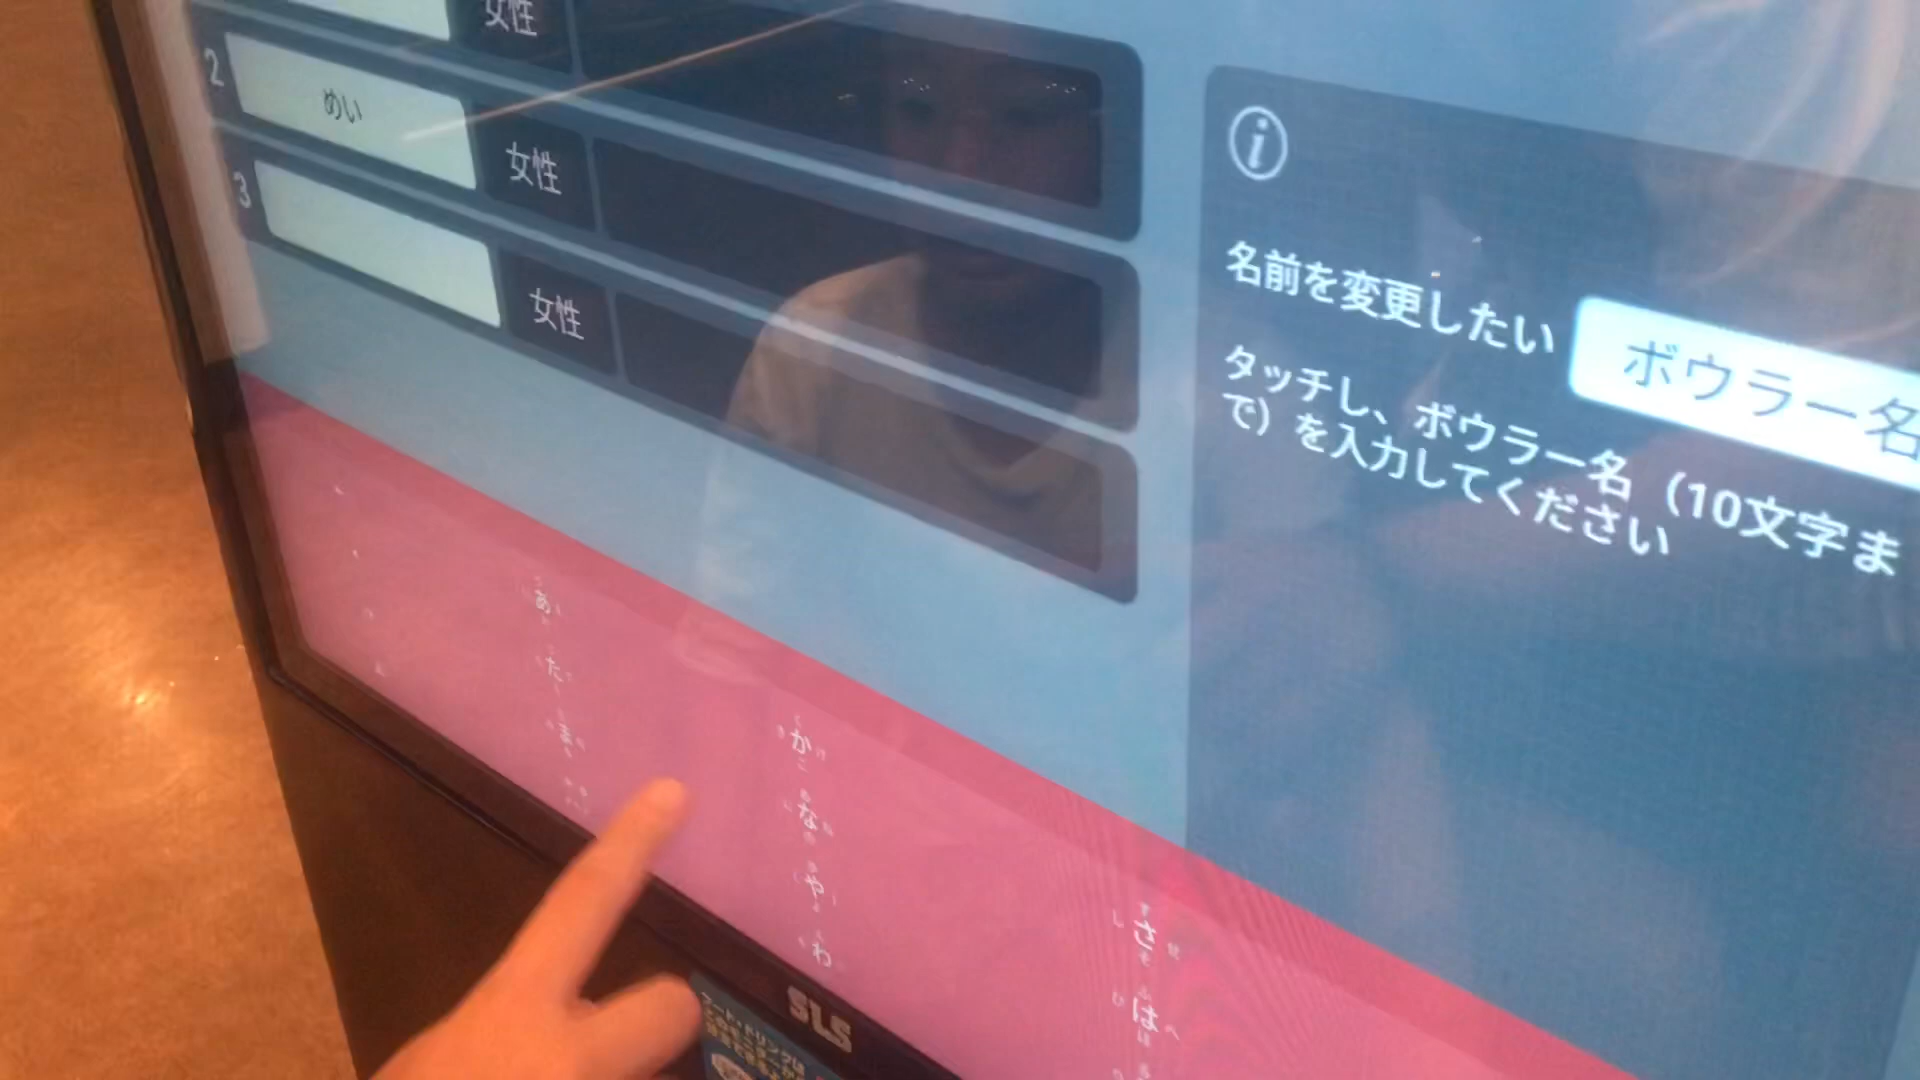 女性
2
めい
女性
3
女性
名前を変更したい
ボウラー名
タッチし、ボウラー名（10文字ま
で）を入力してください
あ
た
ま
か
な
や
わ
さ
は
SLS